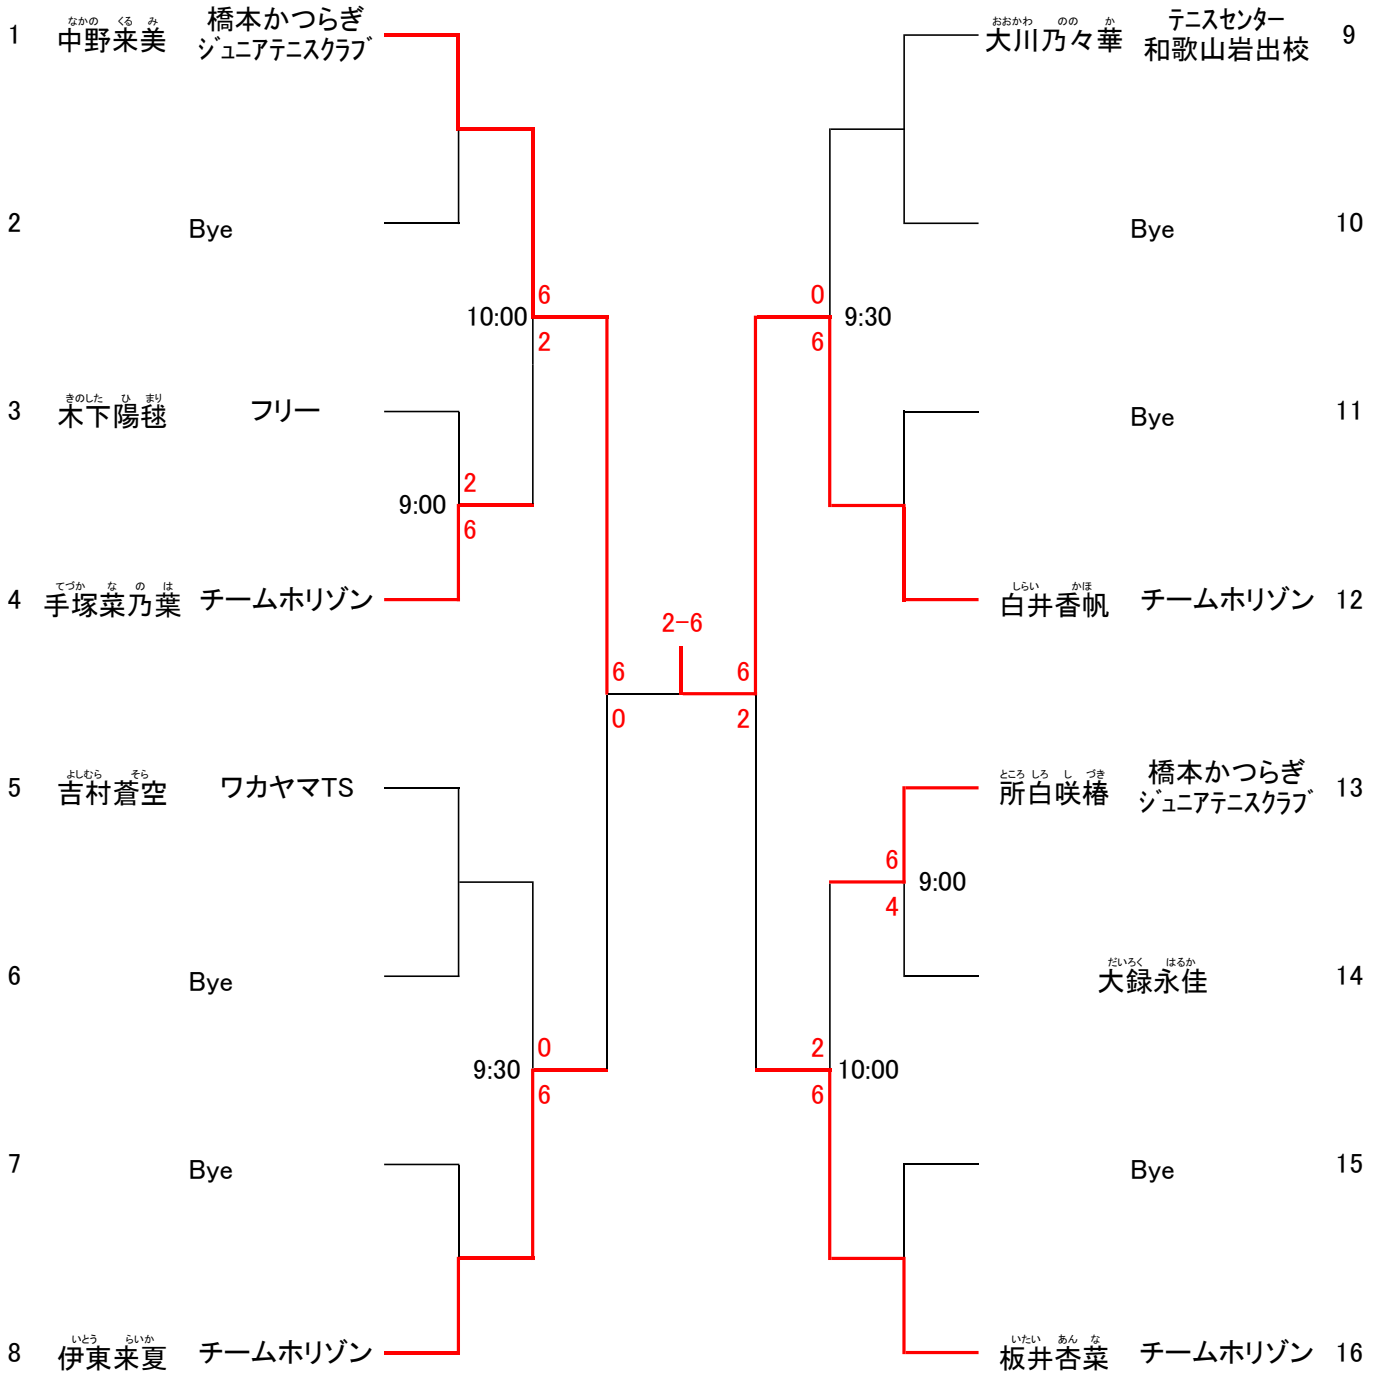 なかの くるみ
1 中野来美 橋本かつらぎ
ジュニアテニスクラブ
2 Bye
6
10:00
2
きのした ひ まり
3 木下陽毬 フリー
2
9:00
6
てづか な の は
4 手塚菜乃葉 チームホリゾン
6
0
よしむら そら
5 吉村蒼空 ワカヤマTS
6 Bye
0
9:30
6
7 Bye
いとう らいか
8 伊東来夏 チームホリゾン
2-6
おおかわ のの か
大川乃々華 テニスセンター
和歌山岩出校 9
Bye 10
0
9:30
6
Bye 11
しらい かほ
白井香帆 チームホリゾン 12
6
2
ところ しろ し づき
所白咲椿 橋本かつらぎ
ジュニアテニスクラブ 13
6
9:00
4
だいろく はるか
大録永佳 14
2
10:00
6
Bye 15
いたい あん な
板井杏菜 チームホリゾン 16